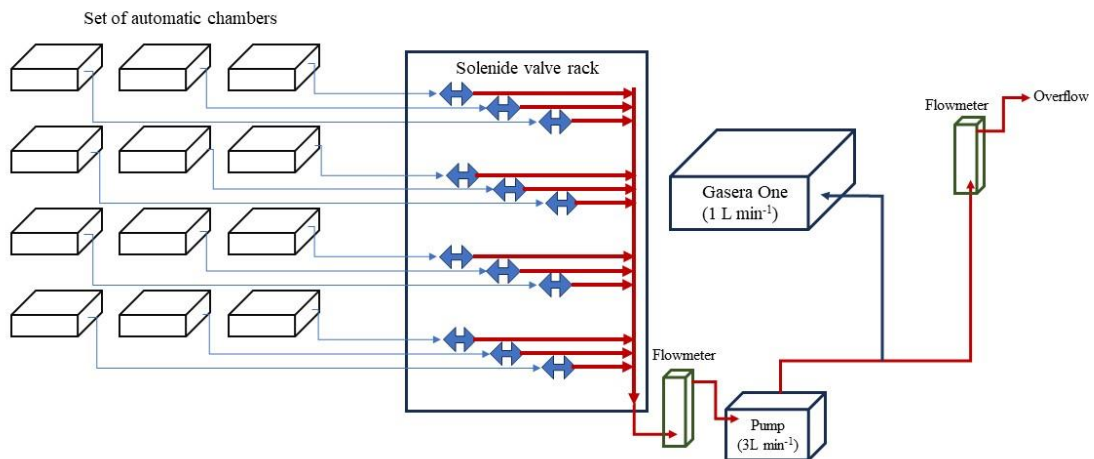 Set of automatic chambers
Solenide valve rack
Flowmeter
Overflow
Gasera One
(1 L min⁻¹)
Flowmeter
Pump
(3L min⁻¹)